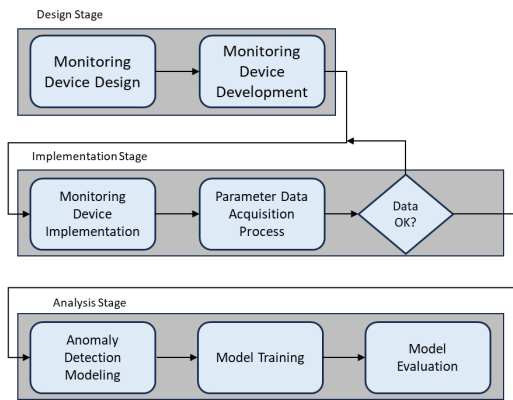 Design Stage
Monitoring
Device Design
Monitoring
Device
Development
Implementation Stage
Monitoring
Device
Implementation
Parameter Data
Acquisition
Process
Data
OK?
Analysis Stage
Anomaly
Detection
Modeling
Model Training
Model
Evaluation